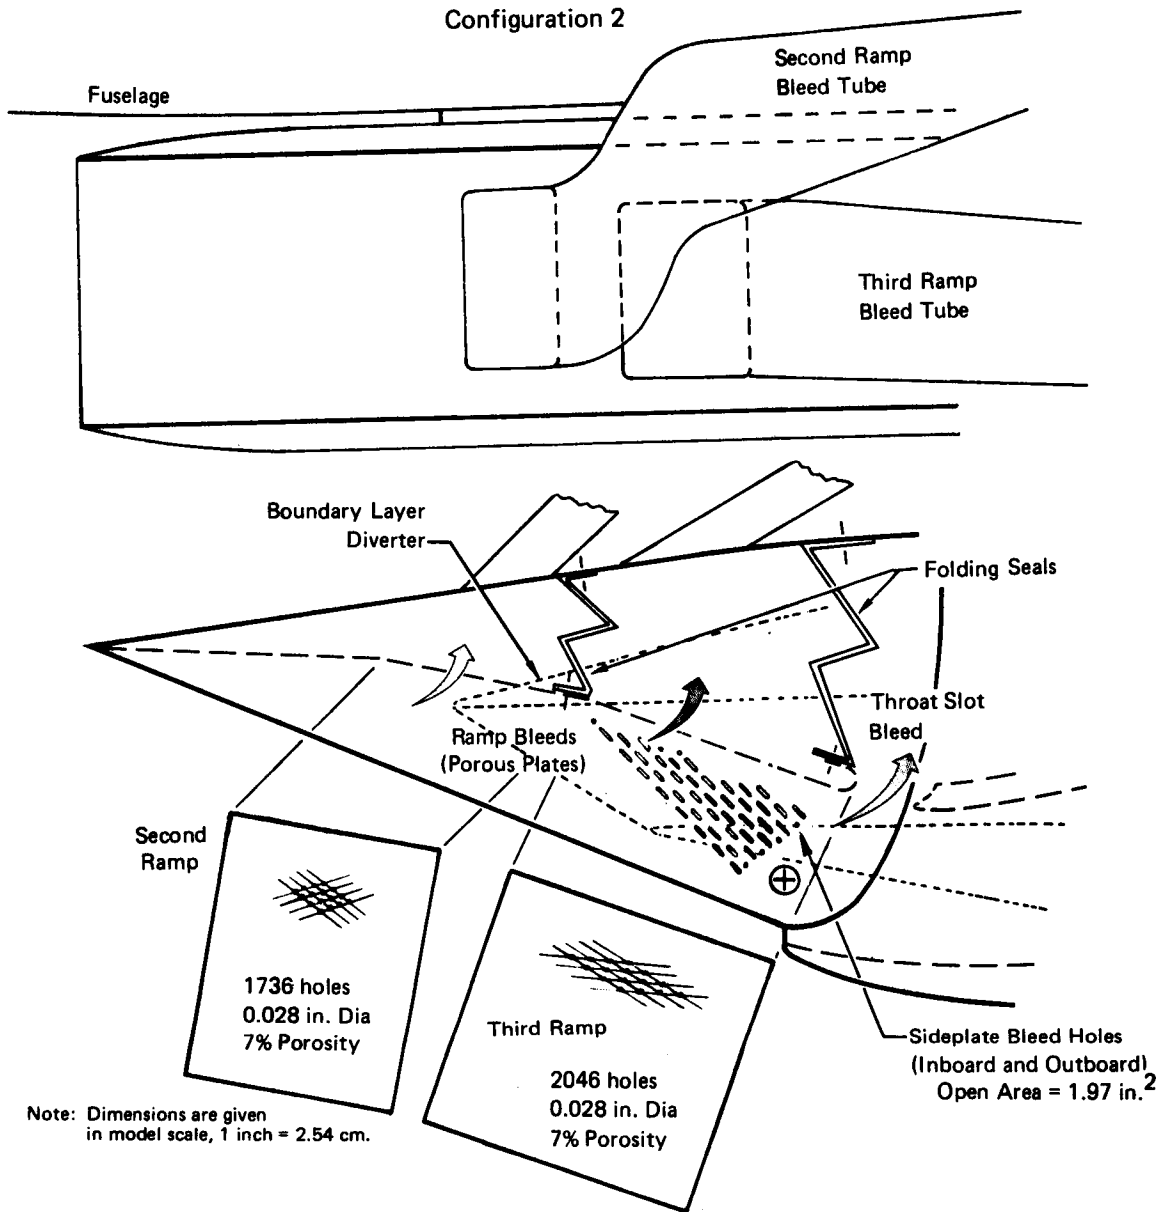 Configuration 2
Second Ramp
Bleed Tube
Fuselage
Third Ramp
Bleed Tube
Boundary Layer
Diverter
Folding Seals
Throat Slot
Bleed
Ramp Bleeds
(Porous Plates)
Second
Ramp
1736 holes
0.028 in. Dia
7% Porosity
Third Ramp
2046 holes
0.028 in. Dia
7% Porosity
Sideplate Bleed Holes
(Inboard and Outboard)
Open Area = 1.97 in.²
Note: Dimensions are given
in model scale, 1 inch = 2.54 cm.